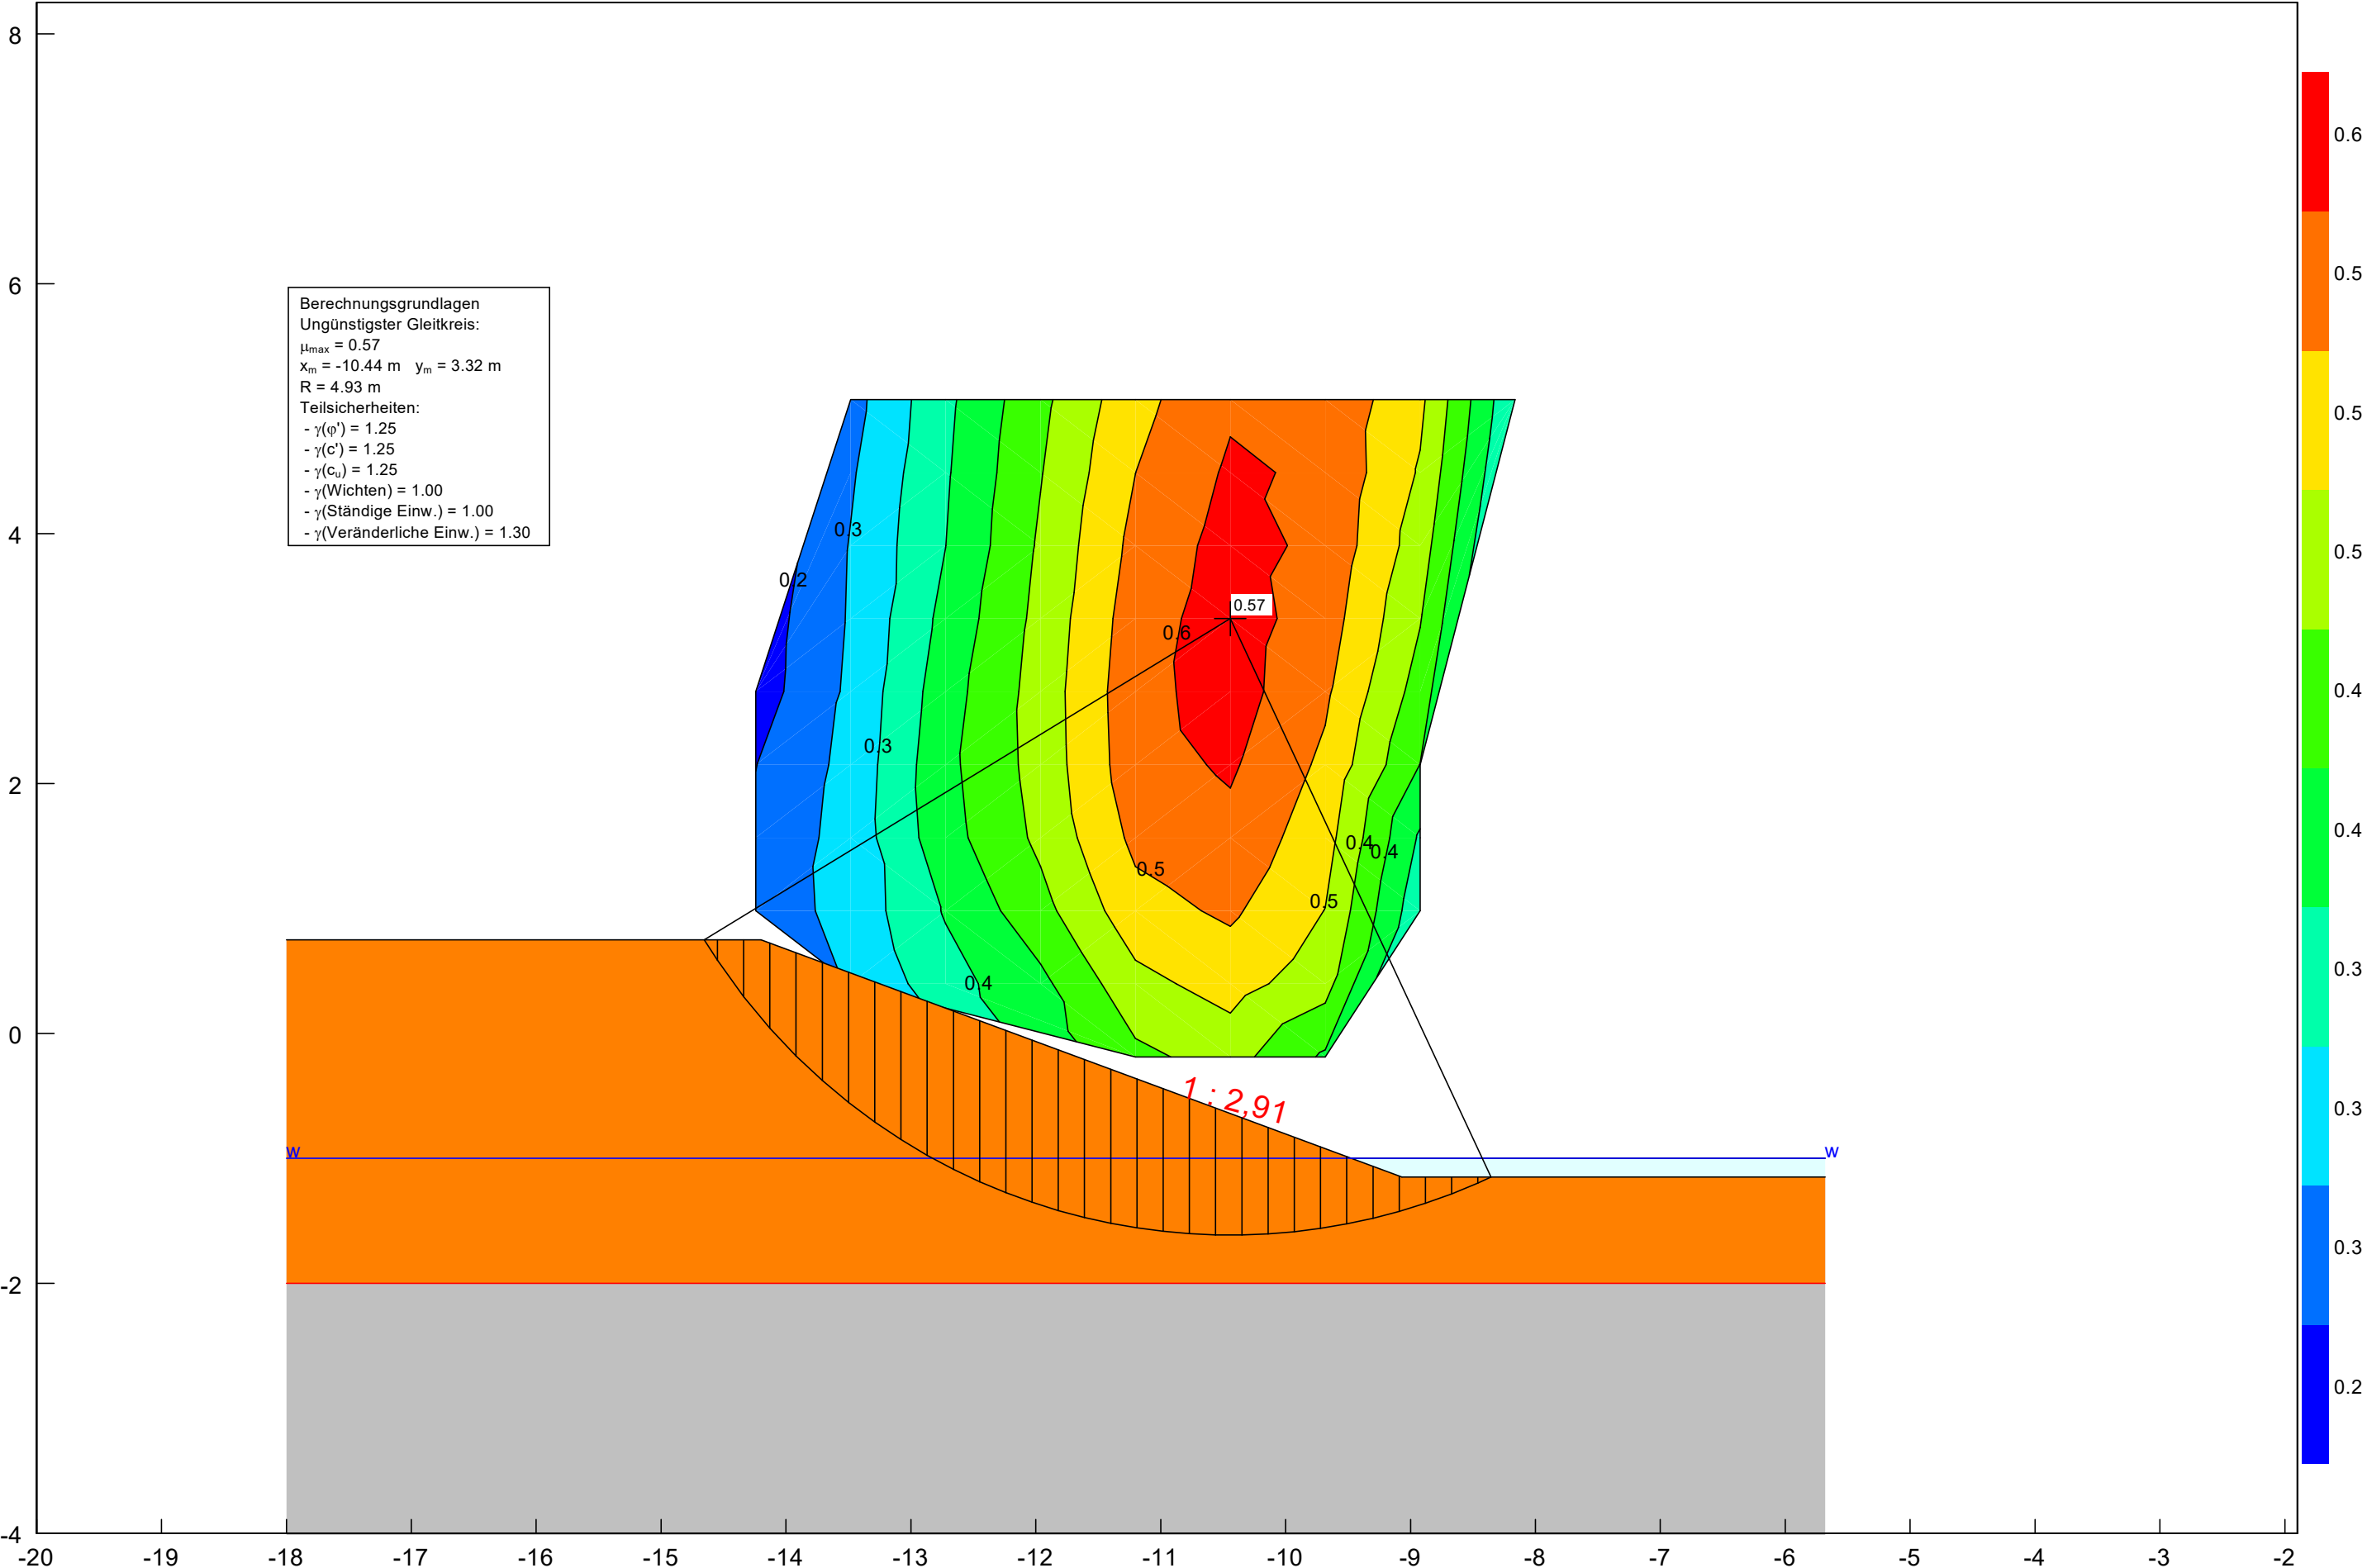 8
6
4
2
0
-2
-4
Berechnungsgrundlagen
Ungünstigster Gleitkreis:
μmax = 0.57
xm = -10.44 m   ym = 3.32 m
R = 4.93 m
Teilsicherheiten:
- γ(φ') = 1.25
- γ(c') = 1.25
- γ(cu) = 1.25
- γ(Wichten) = 1.00
- γ(Ständige Einw.) = 1.00
- γ(Veränderliche Einw.) = 1.30
0.3
0.2
0.57
0.6
0.3
0.4
0.4
0.5
0.5
0.4
1 : 2,91
w
w
0.6
0.5
0.5
0.5
0.4
0.4
0.3
0.3
0.3
0.2
-20 -19 -18 -17 -16 -15 -14 -13 -12 -11 -10 -9 -8 -7 -6 -5 -4 -3 -2